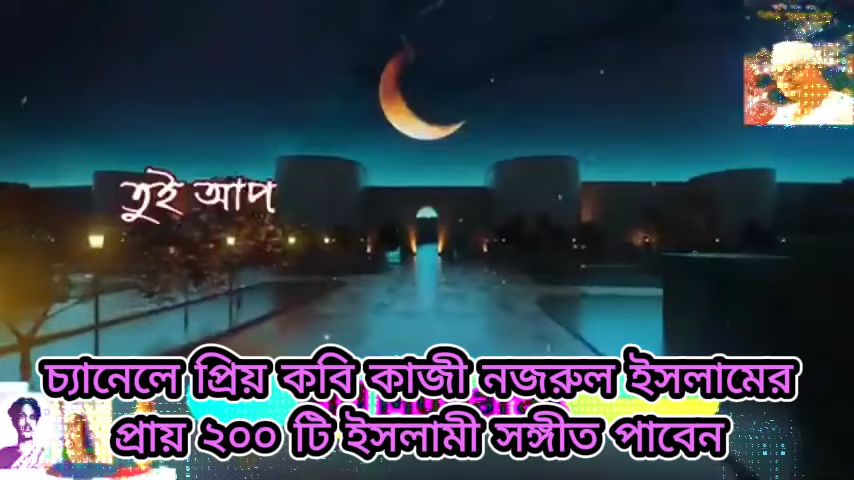 তুই আপ
চ্যানেলে প্রিয় কবি কাজী নজরুল ইসলামের
প্রায় ২০০ টি ইসলামী সঙ্গীত পাবেন